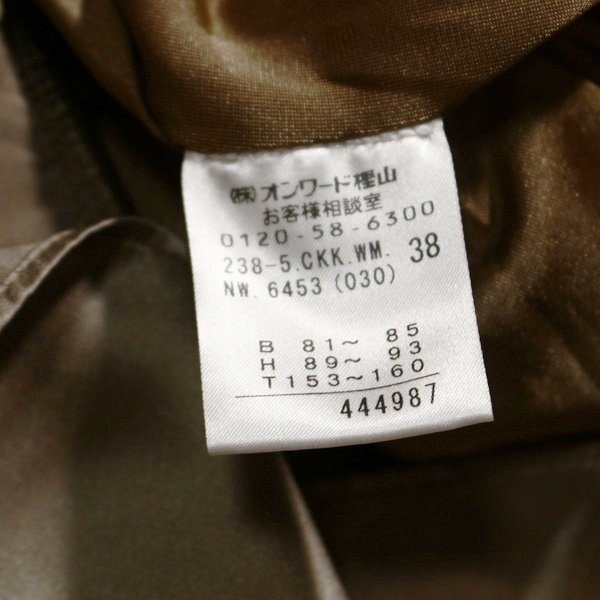 ㈱オンワード樫山
お客様相談室
0120-58-6300
238-5.CKK.WM. 38
NW. 6453 (030)
B 81〜 85
H 89〜 93
T 153〜160
444987